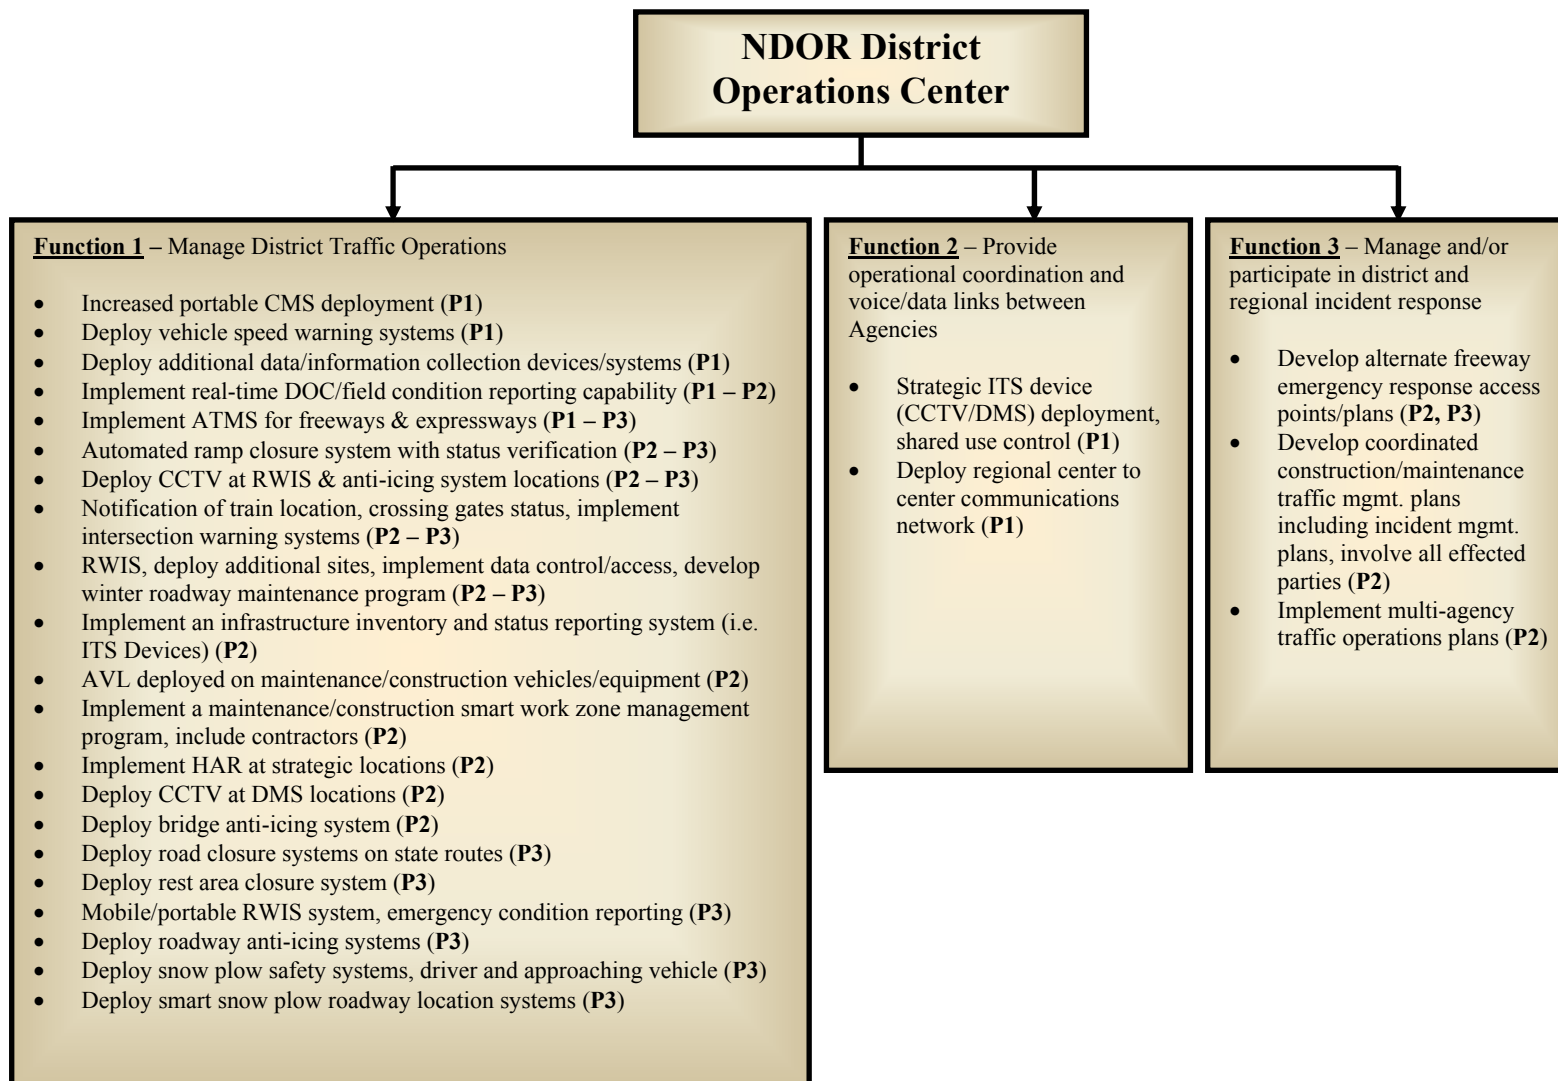 NDOR District
Operations Center
Function 1 – Manage District Traffic Operations
• Increased portable CMS deployment (P1)
• Deploy vehicle speed warning systems (P1)
• Deploy additional data/information collection devices/systems (P1)
• Implement real-time DOC/field condition reporting capability (P1 – P2)
• Implement ATMS for freeways & expressways (P1 – P3)
• Automated ramp closure system with status verification (P2 – P3)
• Deploy CCTV at RWIS & anti-icing system locations (P2 – P3)
• Notification of train location, crossing gates status, implement
intersection warning systems (P2 – P3)
• RWIS, deploy additional sites, implement data control/access, develop
winter roadway maintenance program (P2 – P3)
• Implement an infrastructure inventory and status reporting system (i.e.
ITS Devices) (P2)
• AVL deployed on maintenance/construction vehicles/equipment (P2)
• Implement a maintenance/construction smart work zone management
program, include contractors (P2)
• Implement HAR at strategic locations (P2)
• Deploy CCTV at DMS locations (P2)
• Deploy bridge anti-icing system (P2)
• Deploy road closure systems on state routes (P3)
• Deploy rest area closure system (P3)
• Mobile/portable RWIS system, emergency condition reporting (P3)
• Deploy roadway anti-icing systems (P3)
• Deploy snow plow safety systems, driver and approaching vehicle (P3)
• Deploy smart snow plow roadway location systems (P3)
Function 2 – Provide
operational coordination and
voice/data links between
Agencies
• Strategic ITS device
(CCTV/DMS) deployment,
shared use control (P1)
• Deploy regional center to
center communications
network (P1)
Function 3 – Manage and/or
participate in district and
regional incident response
• Develop alternate freeway
emergency response access
points/plans (P2, P3)
• Develop coordinated
construction/maintenance
traffic mgmt. plans
including incident mgmt.
plans, involve all effected
parties (P2)
• Implement multi-agency
traffic operations plans (P2)